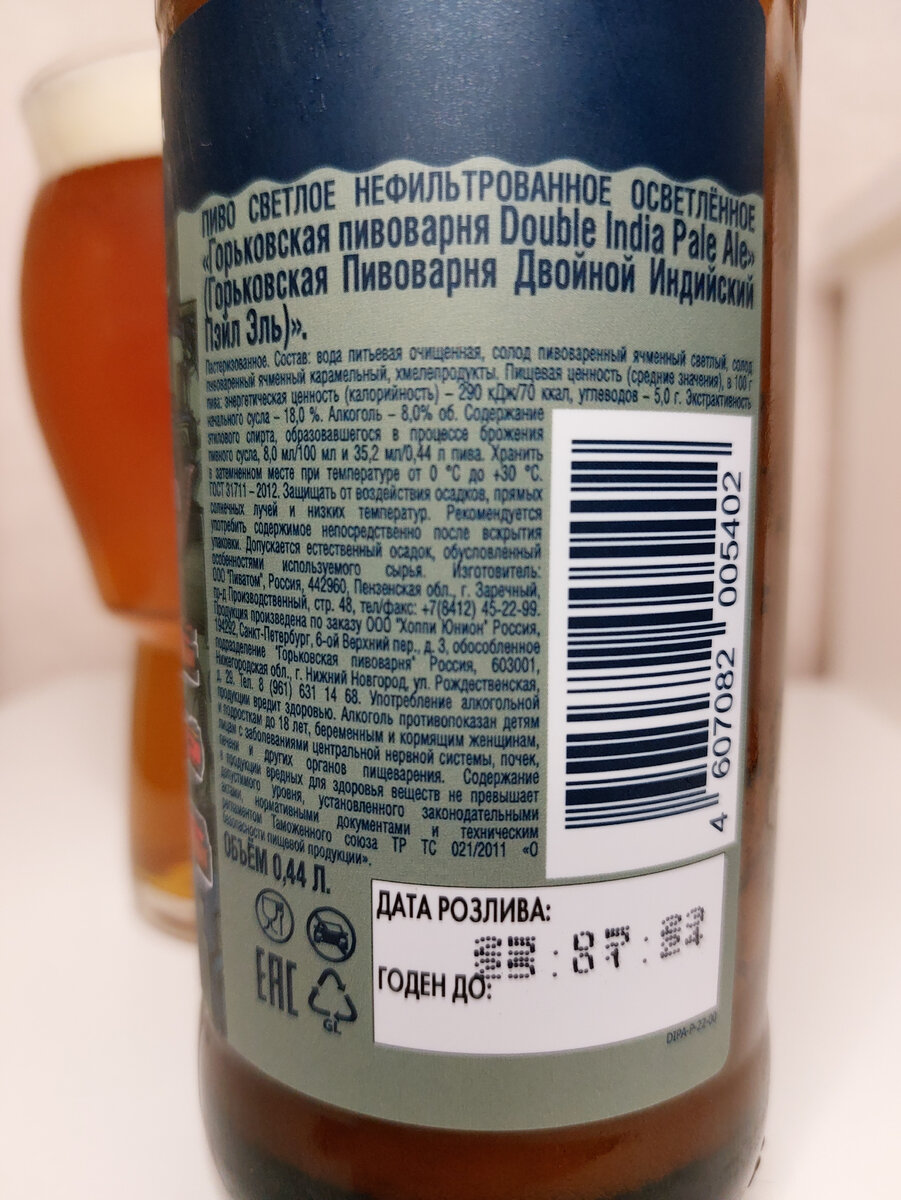 ПИВО СВЕТЛОЕ НЕФИЛЬТРОВАННОЕ ОСВЕТЛЁННОЕ
«Горьковская пивоварня Double India Pale Ale»
(Горьковская Пивоварня Двойной Индийский
Пэйл Эль)».
Пастеризованное. Состав: вода питьевая очищенная, солод пивоваренный ячменный светлый, солод
пивоваренный ячменный карамельный, хмелепродукты. Пищевая ценность (средние значения), в 100 г
пива: энергетическая ценность (калорийность) – 290 кДж/70 ккал, углеводов – 5,0 г. Экстрактивность
начального сусла – 18,0 %. Алкоголь – 8,0% об. Содержание
этилового спирта, образовавшегося в процессе брожения
пивного сусла, 8,0 мл/100 мл и 35,2 мл/0,44 л пива. Хранить
в затемненном месте при температуре от 0 °С до +30 °С.
ГОСТ 31711 – 2012. Защищать от воздействия осадков, прямых
солнечных лучей и низких температур. Рекомендуется
употребить содержимое непосредственно после вскрытия
упаковки. Допускается естественный осадок, обусловленный
особенностями используемого сырья. Изготовитель:
ООО "Пиватом", Россия, 442960, Пензенская обл., г. Заречный,
пр-д Производственный, стр. 48, тел/факс: +7(8412) 45-22-99.
Продукция произведена по заказу ООО "Хоппи Юнион" Россия,
194292, Санкт-Петербург, 6-ой Верхний пер., д. 3, обособленное
подразделение "Горьковская пивоварня" Россия, 603001,
Нижегородская обл., г. Нижний Новгород, ул. Рождественская,
д. 29. Тел. 8 (961) 631 14 68. Употребление алкогольной
продукции вредит здоровью. Алкоголь противопоказан детям
и подросткам до 18 лет, беременным и кормящим женщинам,
лицам с заболеваниями центральной нервной системы, почек,
печени и других органов пищеварения. Содержание
в продукции вредных для здоровья веществ не превышает
допустимого уровня, установленного законодательными
актами, нормативными документами и техническим
регламентом Таможенного союза ТР ТС 021/2011 «О
безопасности пищевой продукции».
4 607082 005402
ОБЪЁМ 0,44 Л.
ДАТА РОЗЛИВА:
ГОДЕН ДО:
EAC
GL
DIPA-P-22-00